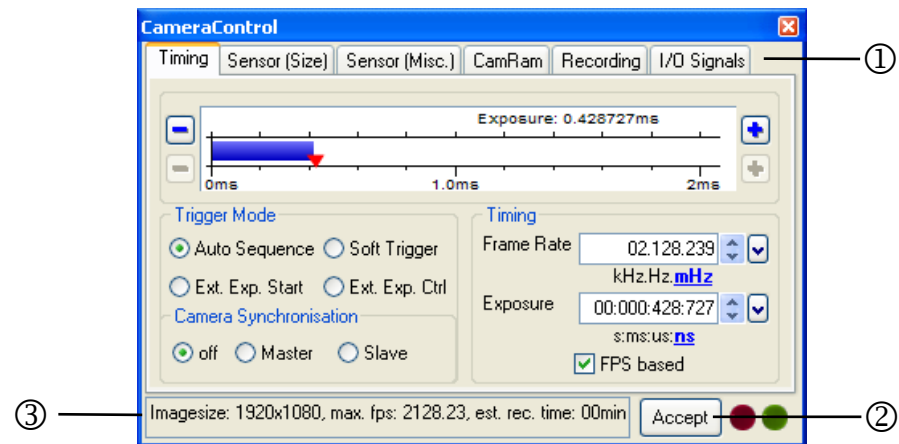 CameraControl
Timing Sensor (Size) Sensor (Misc.) CamRam Recording I/O Signals
①
Exposure: 0.428727ms
0ms 1.0ms 2ms
Trigger Mode
Auto Sequence Soft Trigger
Ext. Exp. Start Ext. Exp. Ctrl
Camera Synchronisation
off Master Slave
Timing
Frame Rate 02.128.239
kHz.Hz.mHz
Exposure 00:000:428:727
s:ms:us:ns
FPS based
③
Imagesize: 1920x1080, max. fps: 2128.23, est. rec. time: 00min
Accept
②